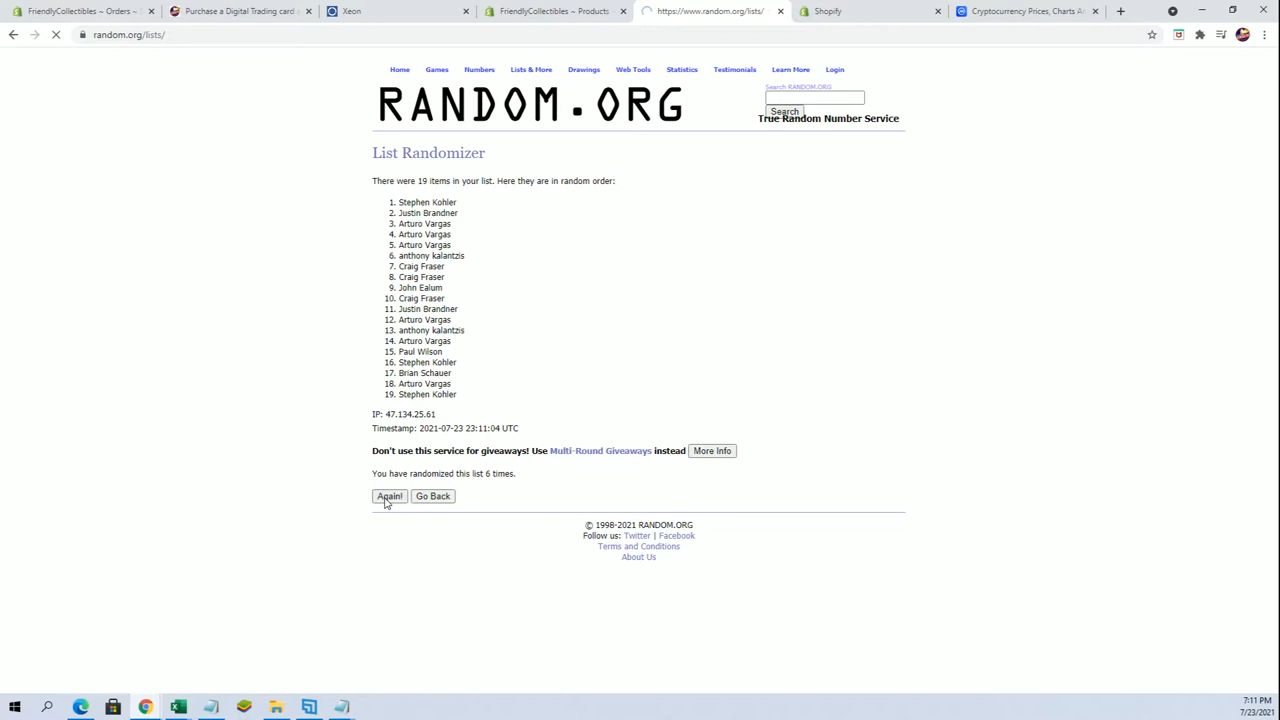 FriendlyCollectibles ~ Orders ~
Purchase a Digital Trading card
Xeon
FriendlyCollectibles ~ Products
https://www.random.org/lists/
Shopify
Cryptocurrency Prices, Charts A
random.org/lists/
Home Games Numbers Lists & More Drawings Web Tools Statistics Testimonials Learn More Login
RANDOM.ORG
Search RANDOM.ORG
Search
True Random Number Service
List Randomizer
There were 19 items in your list. Here they are in random order:
1. Stephen Kohler
2. Justin Brandner
3. Arturo Vargas
4. Arturo Vargas
5. Arturo Vargas
6. anthony kalantzis
7. Craig Fraser
8. Craig Fraser
9. John Ealum
10. Craig Fraser
11. Justin Brandner
12. Arturo Vargas
13. anthony kalantzis
14. Arturo Vargas
15. Paul Wilson
16. Stephen Kohler
17. Brian Schauer
18. Arturo Vargas
19. Stephen Kohler
IP: 47.134.25.61
Timestamp: 2021-07-23 23:11:04 UTC
Don't use this service for giveaways! Use Multi-Round Giveaways instead More Info
You have randomized this list 6 times.
Again! Go Back
© 1998-2021 RANDOM.ORG
Follow us: Twitter | Facebook
Terms and Conditions
About Us
7:11 PM
7/23/2021